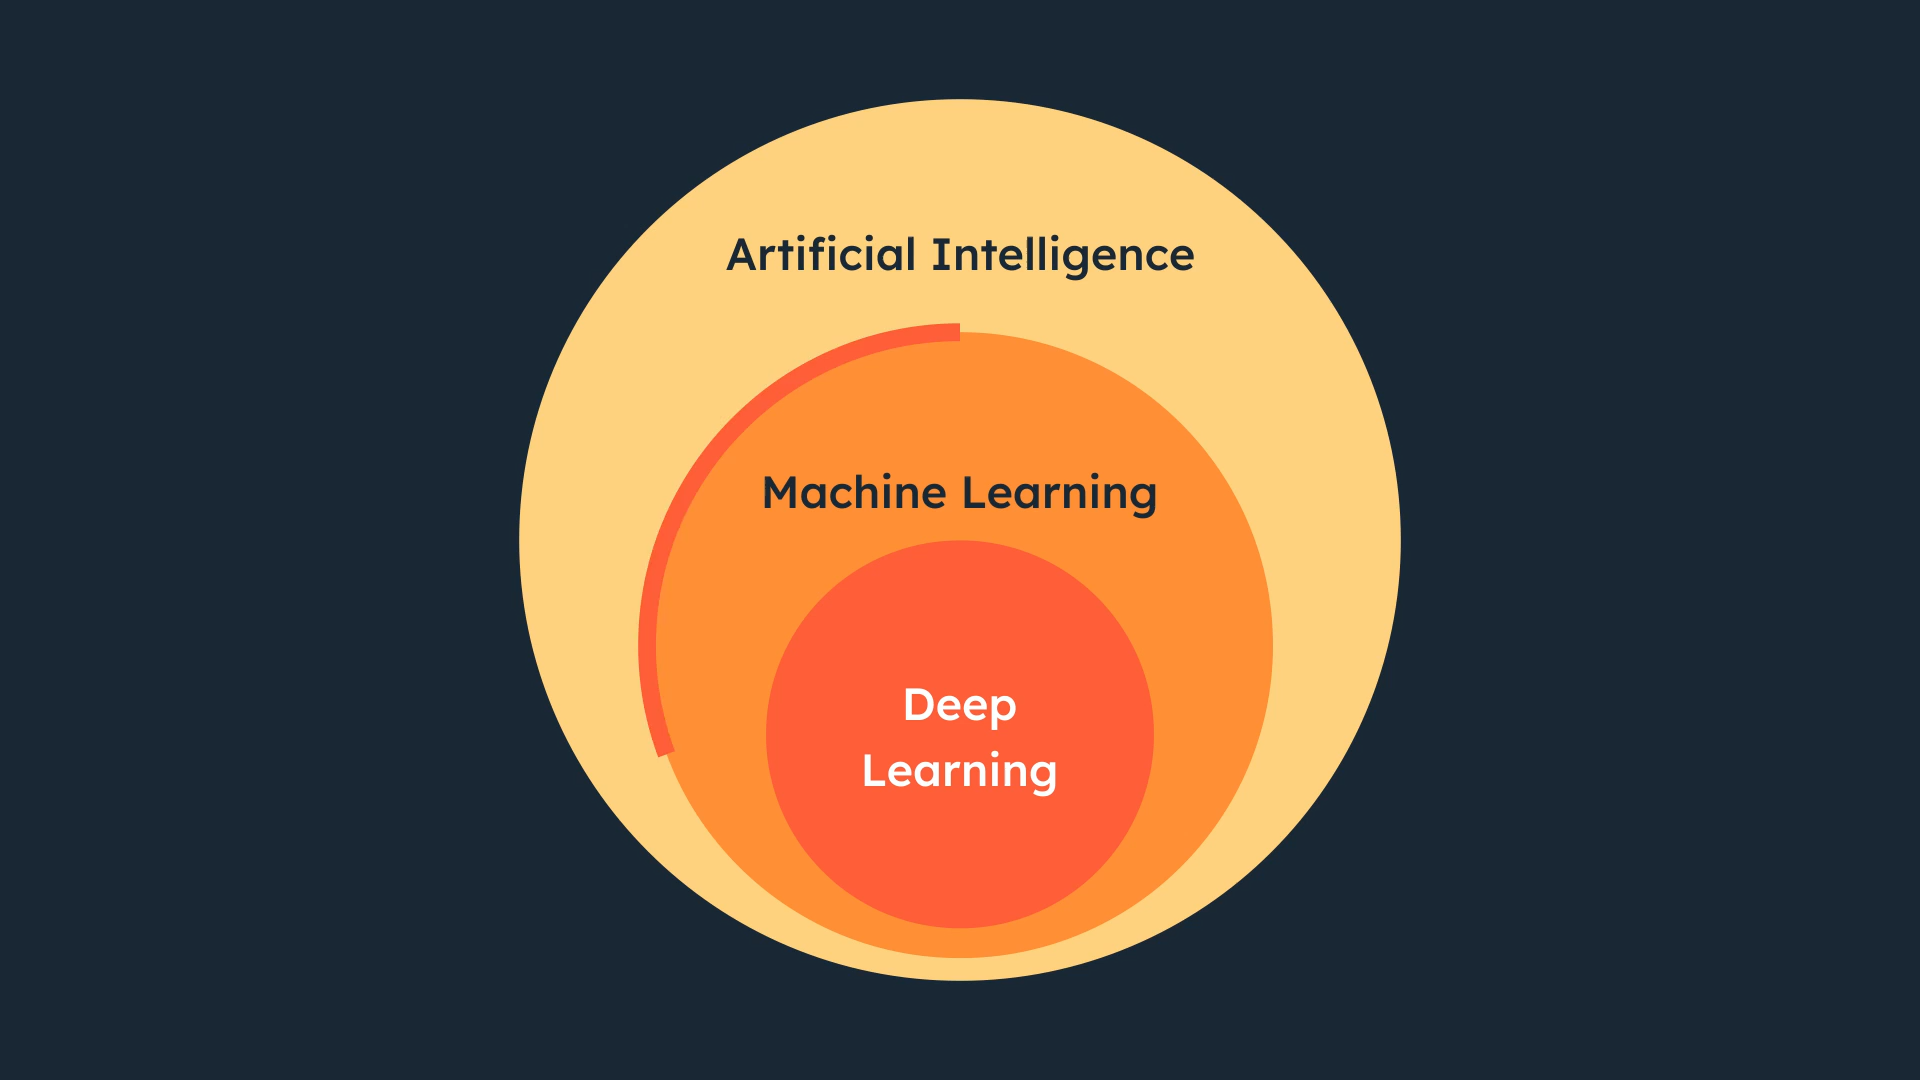 Artificial Intelligence
Machine Learning
Deep
Learning